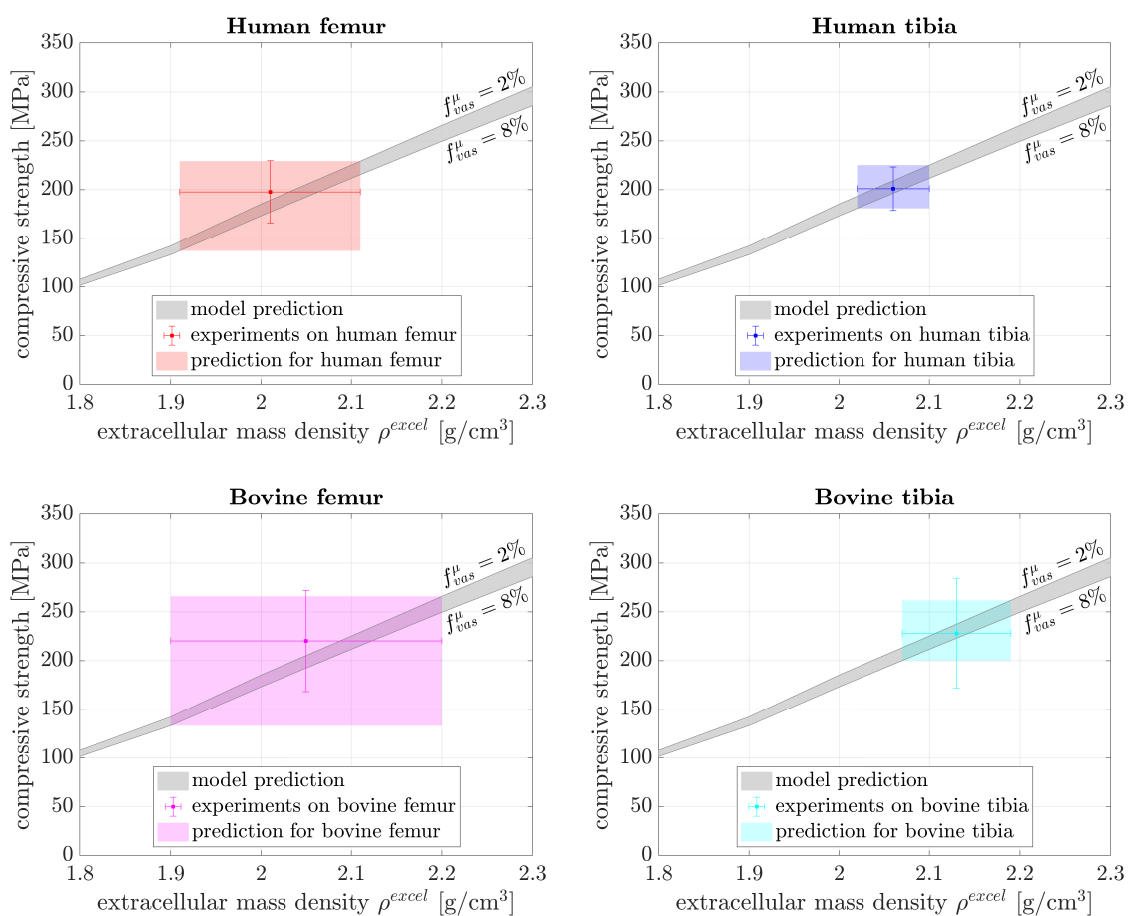 Human femur
350
300
250
200
150
100
50
0
compressive strength [MPa]
f^μ_vas = 2%
f^μ_vas = 8%
model prediction
experiments on human femur
prediction for human femur
1.8 1.9 2 2.1 2.2 2.3
extracellular mass density ρ^excel [g/cm³]
Human tibia
350
300
250
200
150
100
50
0
compressive strength [MPa]
f^μ_vas = 2%
f^μ_vas = 8%
model prediction
experiments on human tibia
prediction for human tibia
1.8 1.9 2 2.1 2.2 2.3
extracellular mass density ρ^excel [g/cm³]
Bovine femur
350
300
250
200
150
100
50
0
compressive strength [MPa]
f^μ_vas = 2%
f^μ_vas = 8%
model prediction
experiments on bovine femur
prediction for bovine femur
1.8 1.9 2 2.1 2.2 2.3
extracellular mass density ρ^excel [g/cm³]
Bovine tibia
350
300
250
200
150
100
50
0
compressive strength [MPa]
f^μ_vas = 2%
f^μ_vas = 8%
model prediction
experiments on bovine tibia
prediction for bovine tibia
1.8 1.9 2 2.1 2.2 2.3
extracellular mass density ρ^excel [g/cm³]